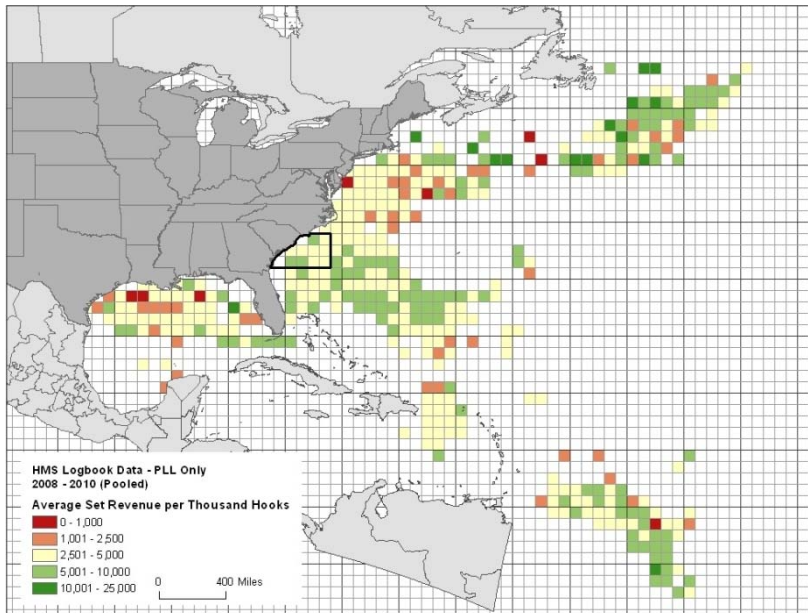 HMS Logbook Data - PLL Only
2008 - 2010 (Pooled)
Average Set Revenue per Thousand Hooks
0 - 1,000
1,001 - 2,500
2,501 - 5,000
5,001 - 10,000
10,001 - 25,000
0 400 Miles